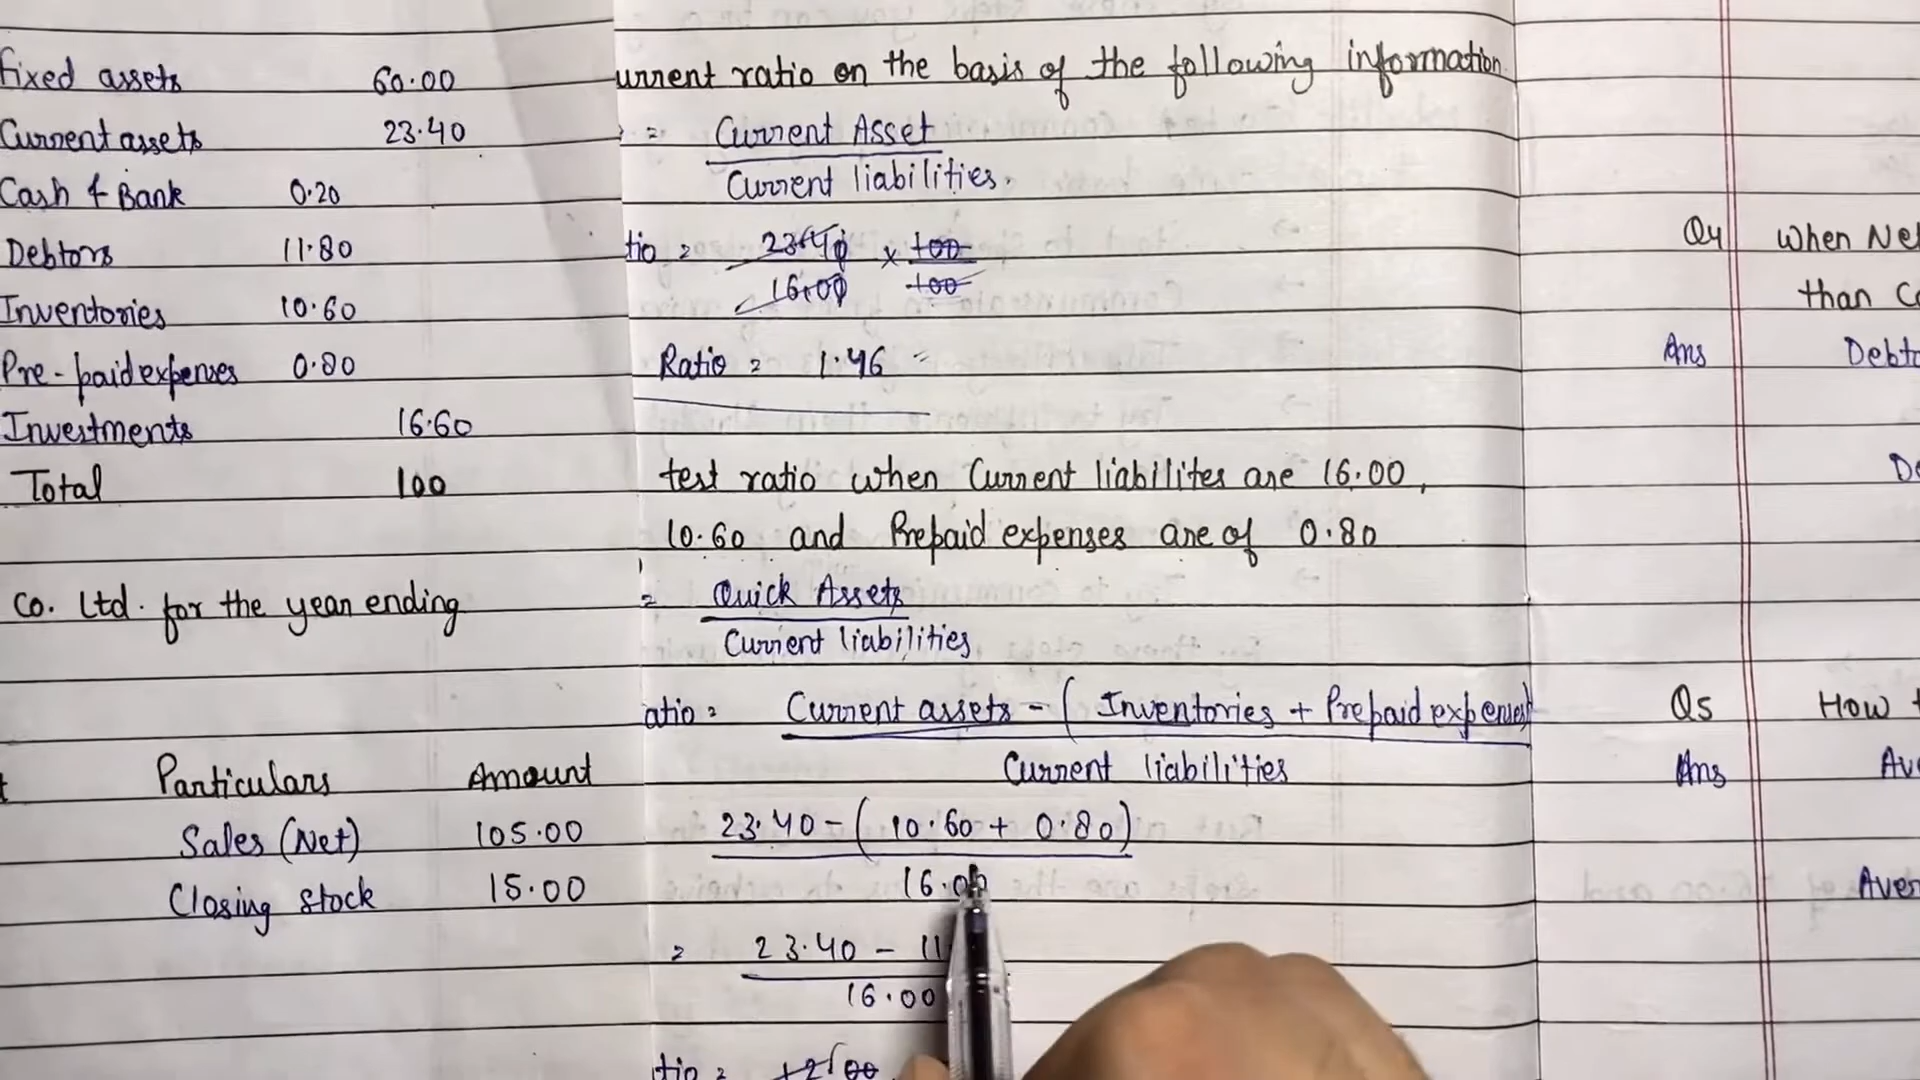 Fixed assets 60.00
Current assets 23.40
Cash & Bank 0.20
Debtors 11.80
Inventories 10.60
Pre-paid expenses 0.80
Investments 16.60
Total 100
Co. Ltd. for the year ending
Particulars Amount
Sales (Net) 105.00
Closing Stock 15.00
urrent ratio on the basis of the following information
= Current Asset
Current liabilities.
tio = 23.40 × 100
16.00 100
Ratio = 1.46 =
test ratio when Current liabilites are 16.00,
10.60 and Prepaid expenses are of 0.80
= Quick Assets
Current liabilities
atio = Current assets - (Inventories + Prepaid expenses)
Current liabilities
23.40 - (10.60 + 0.80)
16.00
= 23.40 - 11
16.00
tio =
Q4 When Ne
than C
Ans Debto
De
Q5 How t
Ans Av
Aver